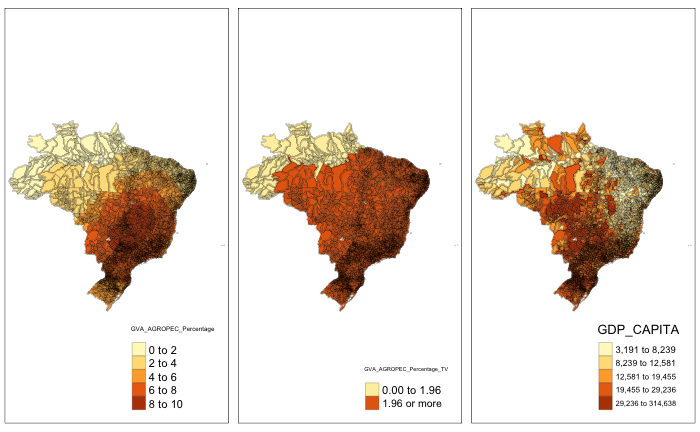 GVA_AGROPEC_Percentage
0 to 2
2 to 4
4 to 6
6 to 8
8 to 10
GVA_AGROPEC_Percentage_TV
0.00 to 1.96
1.96 or more
GDP_CAPITA
3,191 to 8,239
8,239 to 12,581
12,581 to 19,455
19,455 to 29,236
29,236 to 314,638